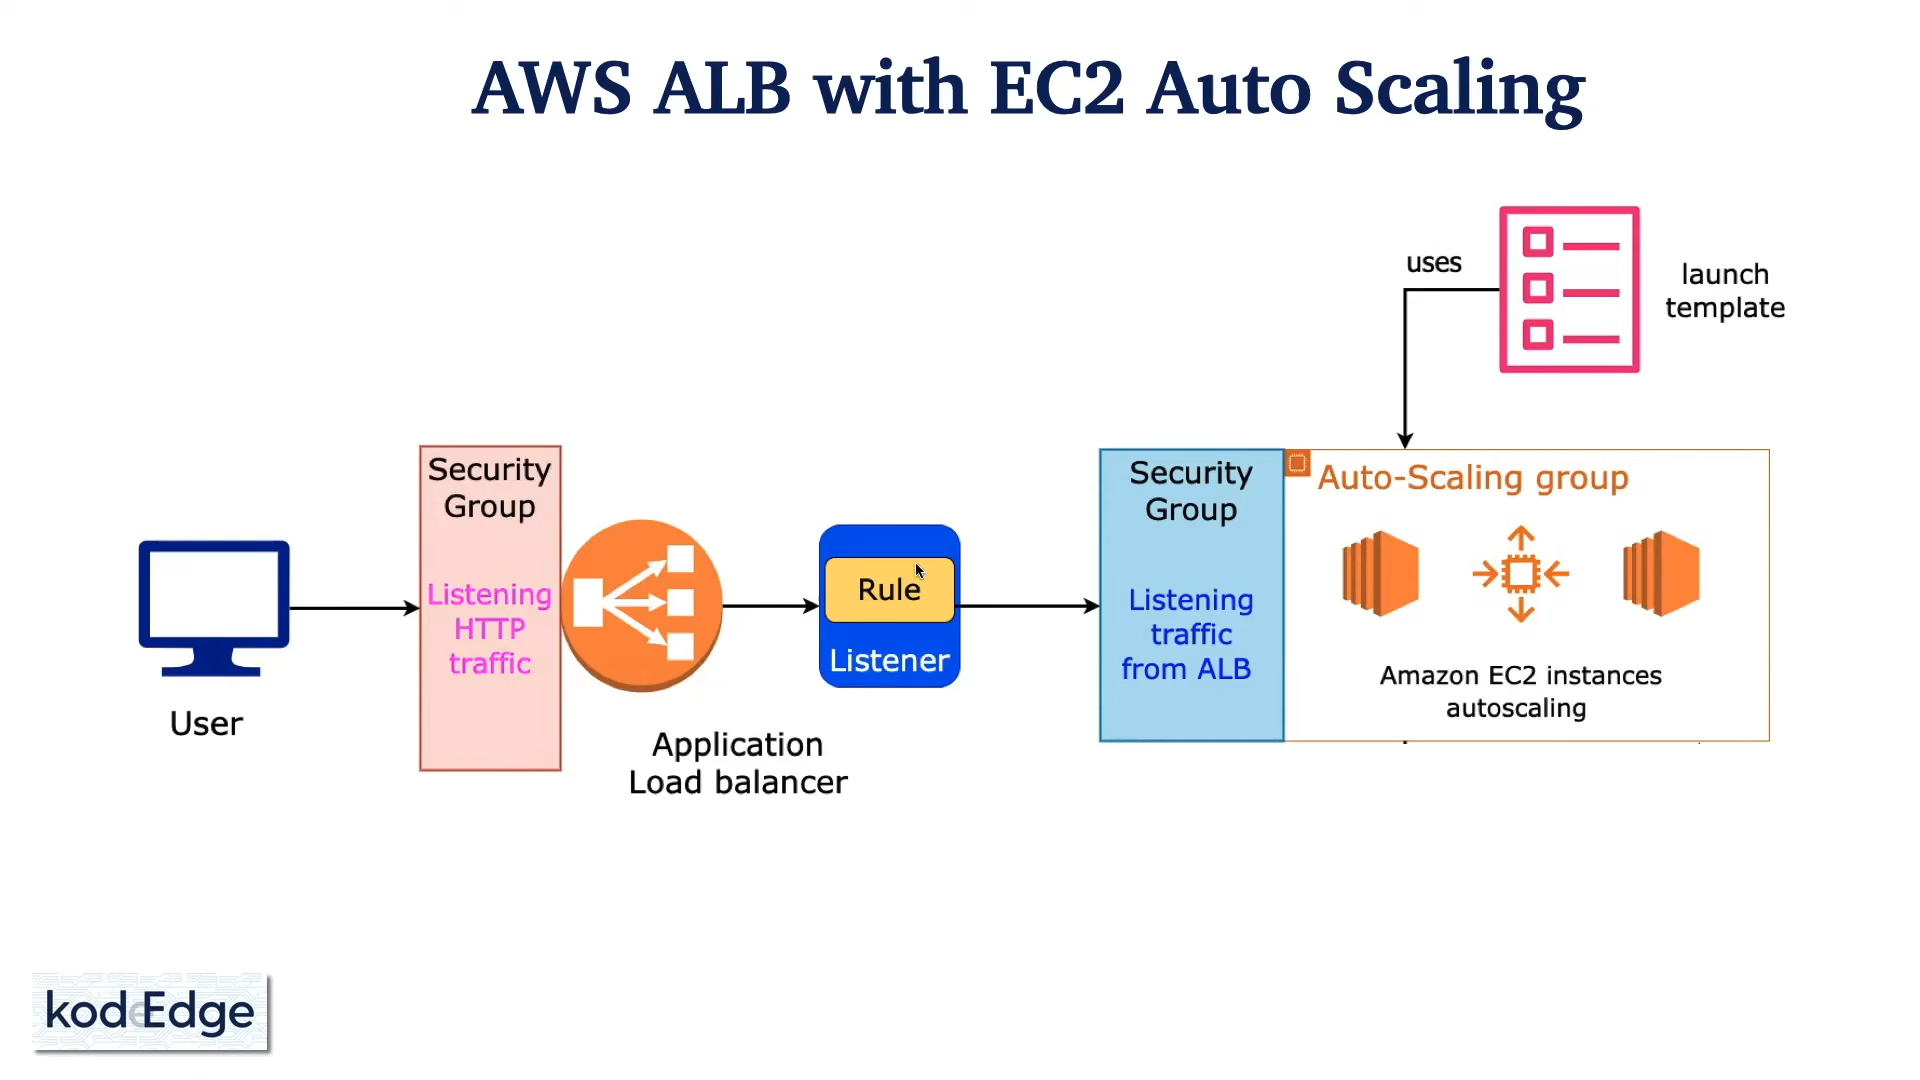 AWS ALB with EC2 Auto Scaling
uses
launch
template
Security
Group
Listening
HTTP
traffic
User
Application
Load balancer
Rule
Listener
Security
Group
Listening
traffic
from ALB
Auto-Scaling group
Amazon EC2 instances
autoscaling
kodeEdge